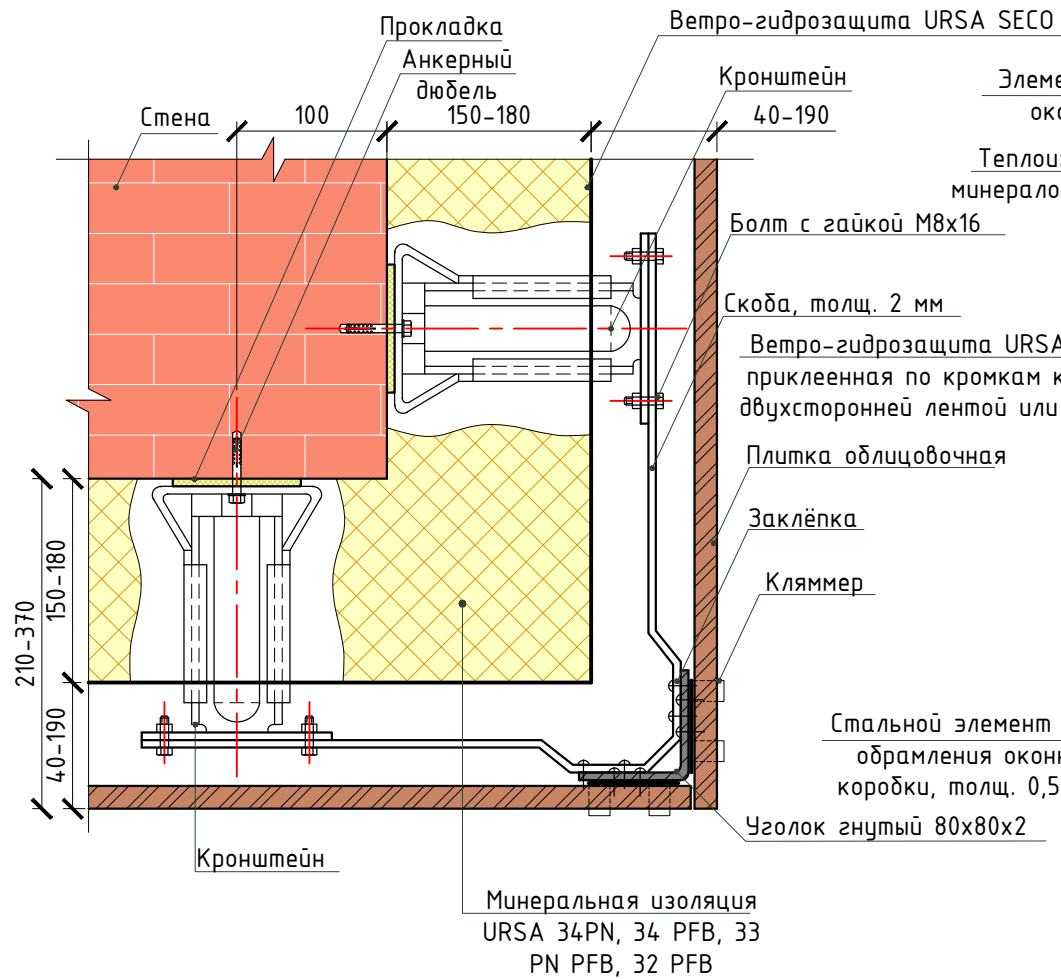 Прокладка
Ветро-гидрозащита URSA SECO
Анкерный
дюбель
Кронштейн
Стена
100
150-180
40-190
Болт с гайкой М8х16
Скоба, толщ. 2 мм
Ветро-гидрозащита URSA
приклеенная по кромкам
двухсторонней лентой или
Плитка облицовочная
Заклёпка
Кляммер
210-370
150-180
40-190
Стальной элемент
обрамления
коробки, толщ. 0,5
Уголок гнутый 80х80х2
Кронштейн
Минеральная изоляция
URSA 34PN, 34 PFB, 33
PN PFB, 32 PFB